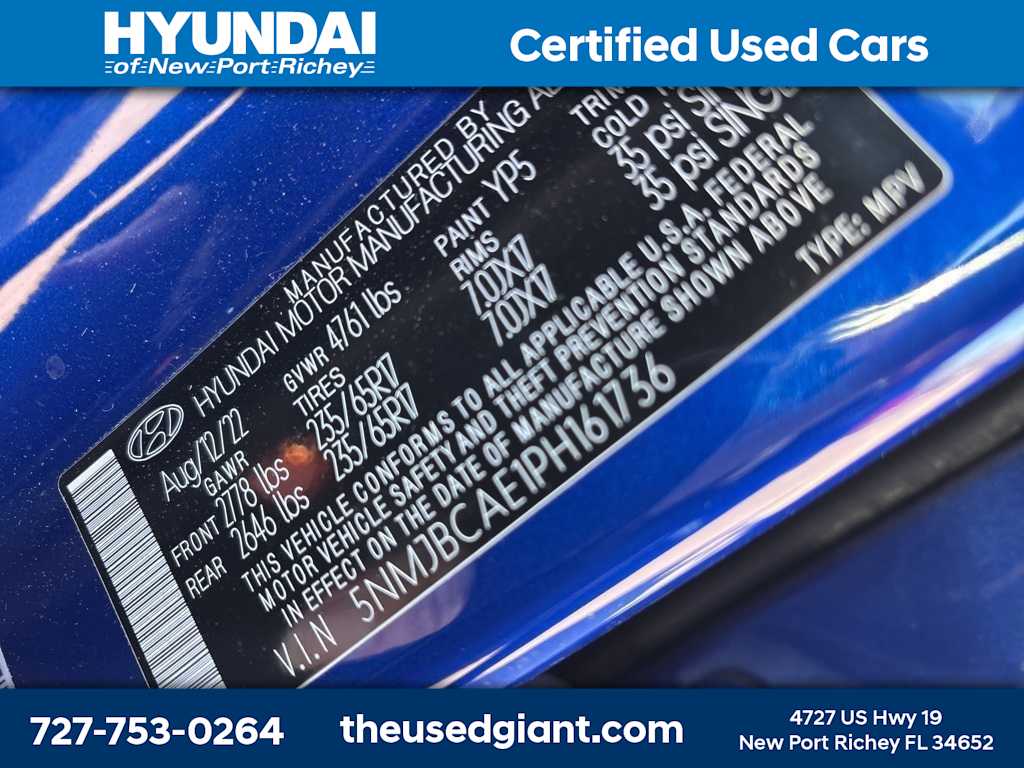 HYUNDAI
of New Port Richey
Certified Used Cars
MANUFACTURED BY
HYUNDAI MOTOR MANUFACTURING
Aug/12/22 GVWR 4761 lbs PAINT YP5
GAWR TIRES RIMS COLD
FRONT 2778 lbs 235/65R17 7.0JX17 35 psi
REAR 2646 lbs 235/65R17 7.0JX17 35 psi
THIS VEHICLE CONFORMS TO ALL APPLICABLE U.S.A. FEDERAL
MOTOR VEHICLE SAFETY AND THEFT PREVENTION STANDARDS
IN EFFECT ON THE DATE OF MANUFACTURE SHOWN ABOVE
V.I.N 5NMJBCAE1PH161736 TYPE: MPV
727-753-0264
theusedgiant.com
4727 US Hwy 19
New Port Richey FL 34652